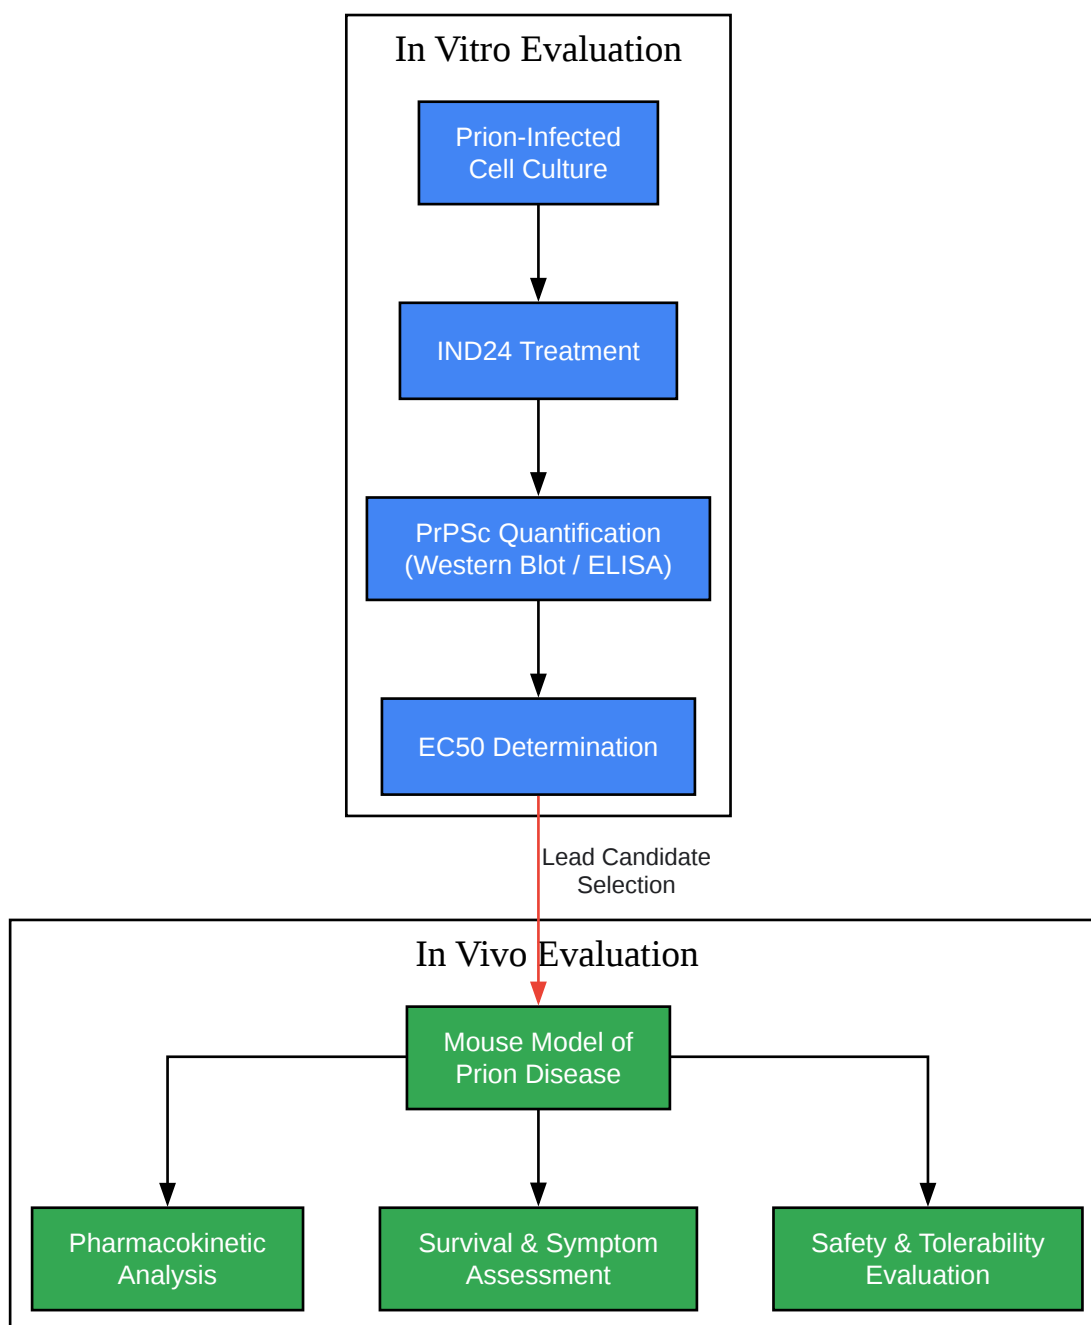 In Vitro Evaluation
Prion-Infected
Cell Culture
IND24 Treatment
PrPSc Quantification
(Western Blot / ELISA)
EC50 Determination
Lead Candidate
Selection
In Vivo Evaluation
Mouse Model of
Prion Disease
Pharmacokinetic
Analysis
Survival & Symptom
Assessment
Safety & Tolerability
Evaluation